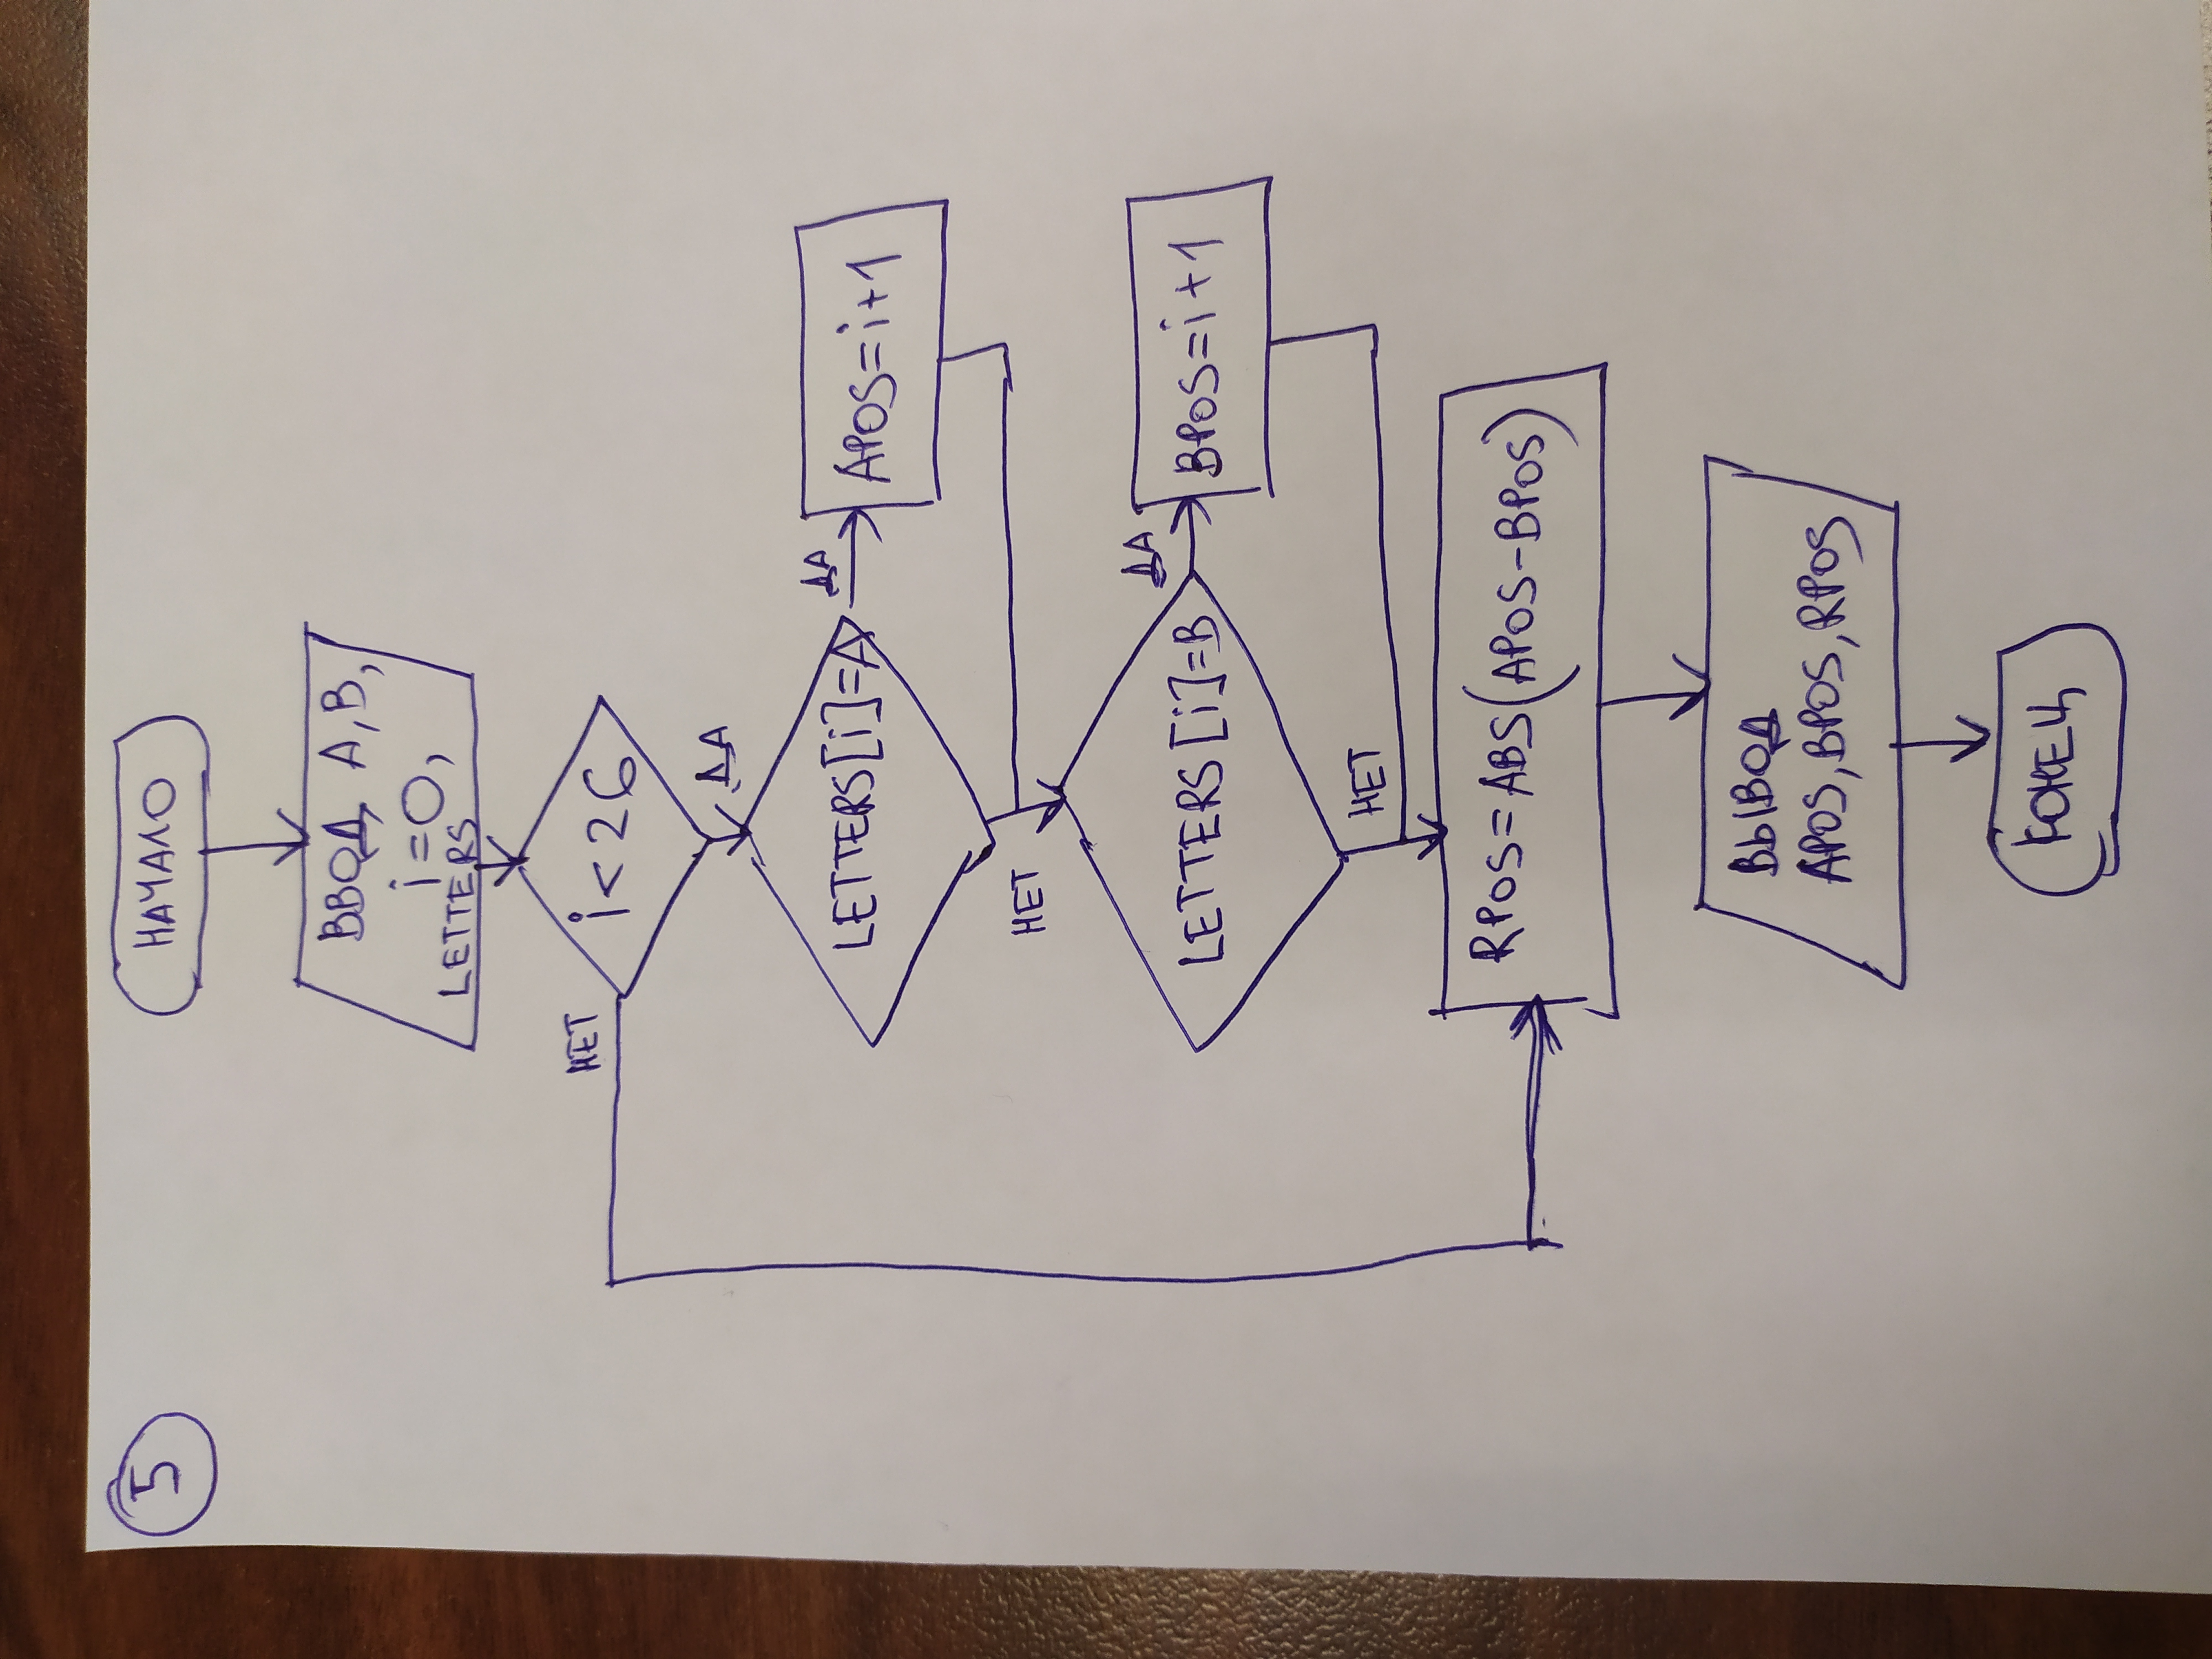 5
НАЧАЛО
ВВОД A, B,
i=0,
LETTERS
i<26
НЕТ
ДА
LETTERS[i]=A
ДА
APOS=i+1
НЕТ
LETTERS[i]=B
ДА
BPOS=i+1
НЕТ
RPOS=ABS(APOS-BPOS)
ВЫВОД
APOS, BPOS, RPOS
КОНЕЦ